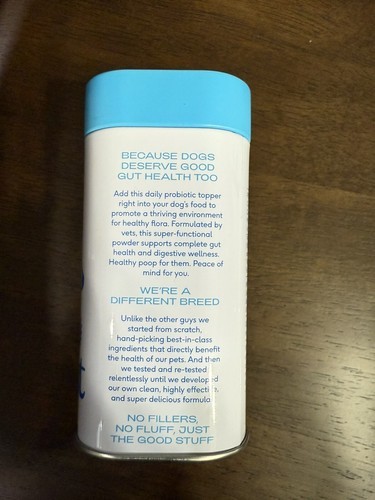 BECAUSE DOGS
DESERVE GOOD
GUT HEALTH TOO
Add this daily probiotic topper
right into your dog's food to
promote a thriving environment
for healthy flora. Formulated by
vets, this super-functional
powder supports complete gut
health and digestive wellness.
Healthy poop for them. Peace of
mind for you.
WE'RE A
DIFFERENT BREED
Unlike the other guys we
started from scratch,
hand-picking best-in-class
ingredients that directly benefit
the health of our pets. And then
we tested and re-tested
relentlessly until we developed
our own clean, highly effective,
and super delicious formula.
NO FILLERS,
NO FLUFF, JUST
THE GOOD STUFF